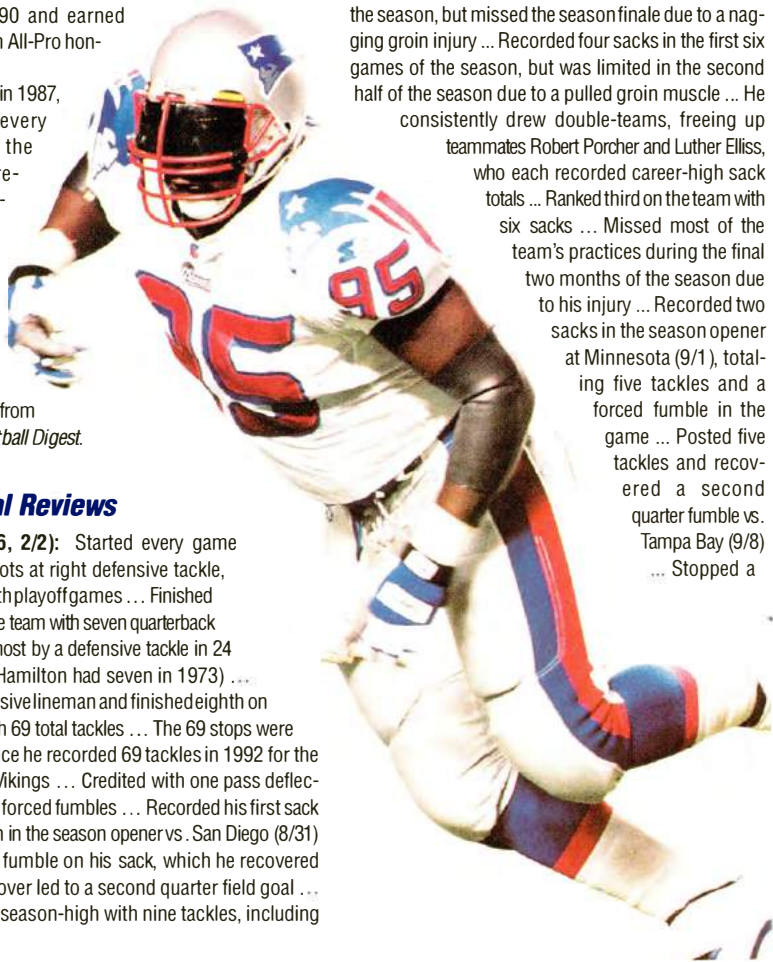 90 and earned
All-Pro hon-
in 1987,
every
the
re-
-
from
tball Digest.
al Reviews
6, 2/2): Started every game
ots at right defensive tackle,
th playoff games ... Finished
e team with seven quarterback
most by a defensive tackle in 24
Hamilton had seven in 1973) ...
sive lineman and finished eighth on
h 69 total tackles ... The 69 stops were
ce he recorded 69 tackles in 1992 for the
Vikings ... Credited with one pass deflec-
forced fumbles ... Recorded his first sack
n in the season opener vs. San Diego (8/31)
fumble on his sack, which he recovered
over led to a second quarter field goal ...
season-high with nine tackles, including
the season, but missed the season finale due to a nag-
ging groin injury ... Recorded four sacks in the first six
games of the season, but was limited in the second
half of the season due to a pulled groin muscle ... He
consistently drew double-teams, freeing up
teammates Robert Porcher and Luther Elliss,
who each recorded career-high sack
totals ... Ranked third on the team with
six sacks ... Missed most of the
team's practices during the final
two months of the season due
to his injury ... Recorded two
sacks in the season opener
at Minnesota (9/1), total-
ing five tackles and a
forced fumble in the
game ... Posted five
tackles and recov-
ered a second
quarter fumble vs.
Tampa Bay (9/8)
... Stopped a
95
95